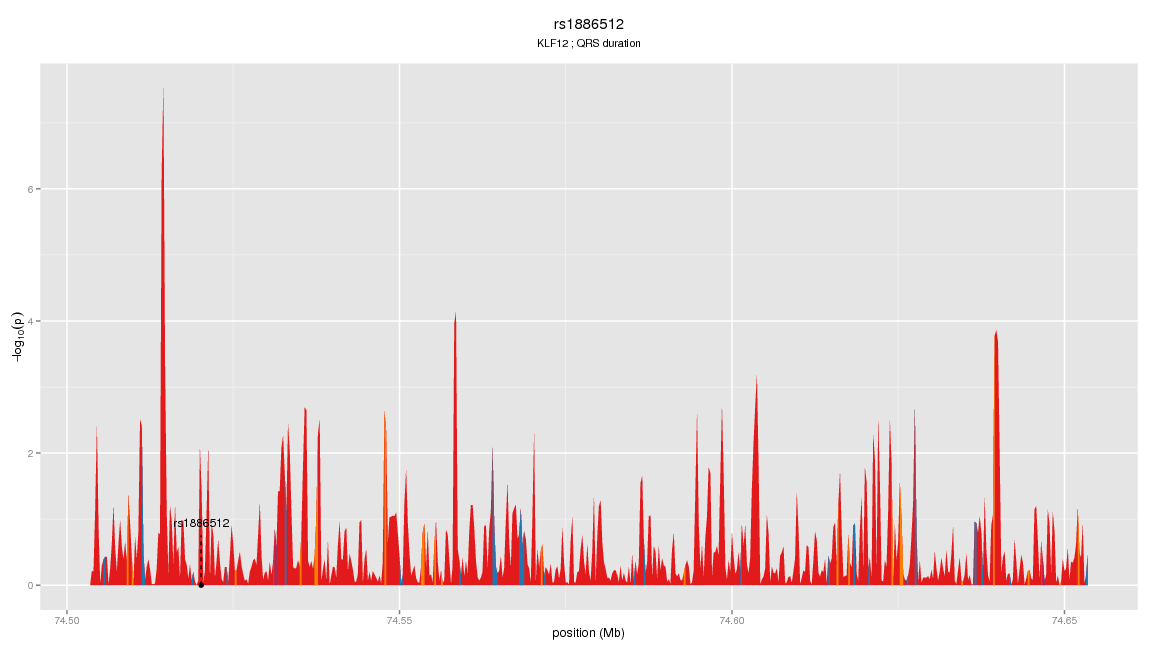 rs1886512
KLF12 ; QRS duration
6
4
2
0
−log10(p)
rs1886512
74.50 74.55 74.60 74.65
position (Mb)